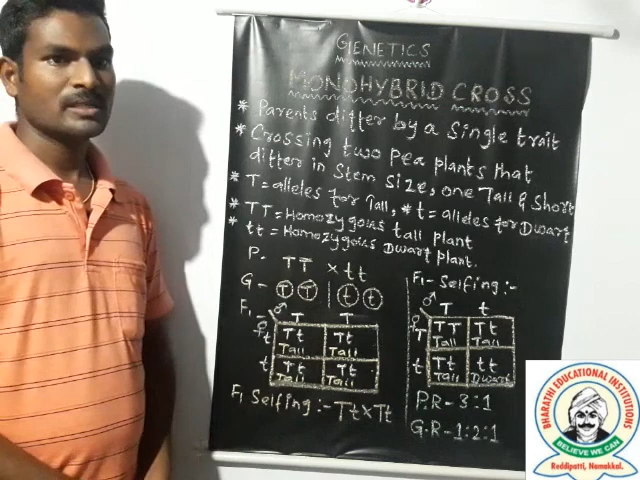 GENETICS
MONOHYBRID CROSS
* Parents differ by a single trait
* Crossing two pea plants that
differ in Stem Size, one Tall & Short
* T = alleles for Tall, * t = alleles for Dwarf
* TT = Homozygous tall plant
* tt = Homozygous Dwarf plant.
P. TT × tt
G - T T | t t
F1 - ♂ T T
♀ t Tt Tall Tt Tall
t Tt Tall Tt Tall
F1 Selfing :- Tt × Tt
F1 - Selfing :-
♂ T t
♀ T TT Tall Tt Tall
t Tt Tall tt Dwarf
P.R - 3:1
G.R - 1:2:1
BHARATHI EDUCATIONAL INSTITUTIONS
BELIEVE WE CAN
Reddipatti, Namakkal.